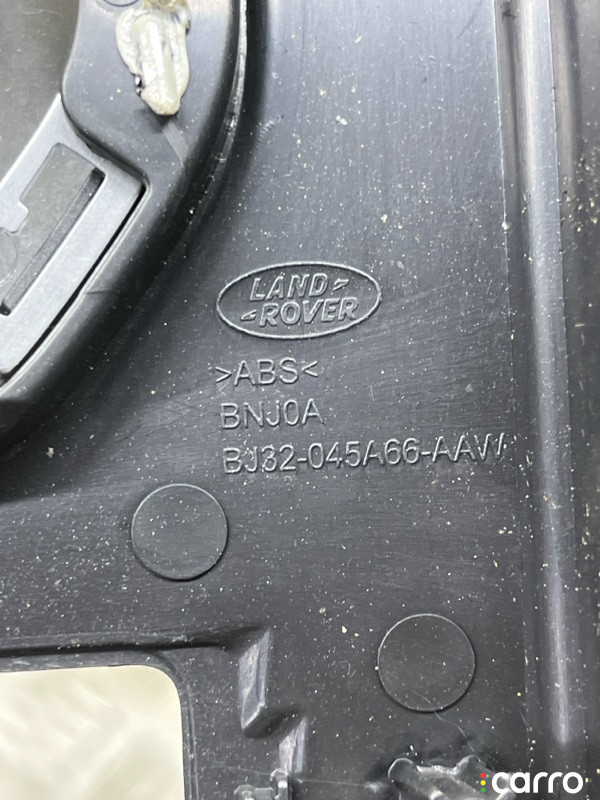 LAND
ROVER
>ABS<
BNJ0A
BJ32-045A66-AAW
carro